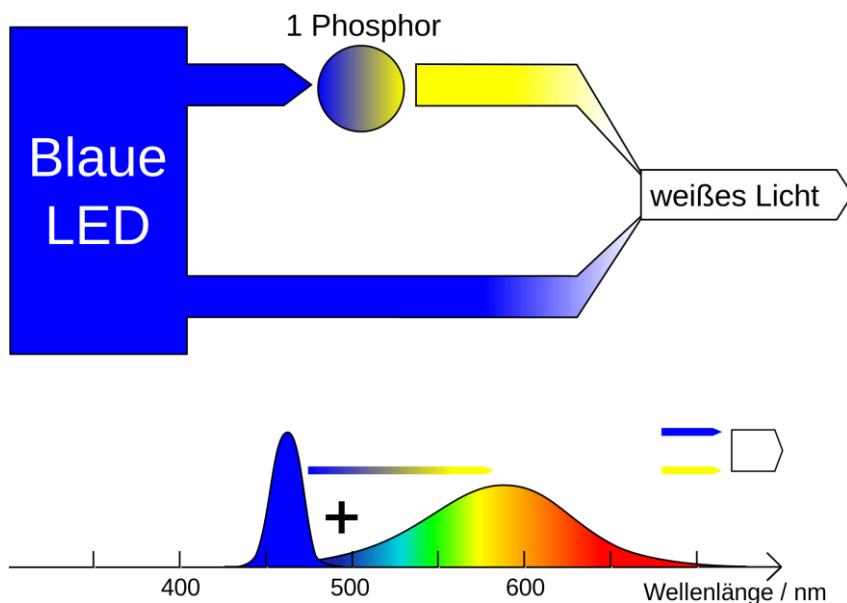 1 Phosphor
Blaue
LED
weißes Licht
+
400
500
600
Wellenlänge / nm